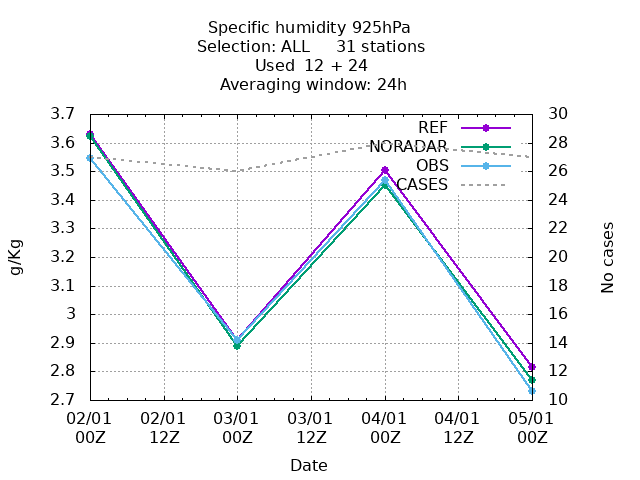 Specific humidity 925hPa
Selection: ALL 31 stations
Used 12 + 24
Averaging window: 24h
3.7
3.6
3.5
3.4
3.3
3.2
3.1
3
2.9
2.8
2.7
30
28
26
24
22
20
18
16
14
12
10
REF
NORADAR
OBS
CASES
g/Kg
No cases
02/01 02/01 03/01 03/01 04/01 04/01 05/01
00Z 12Z 00Z 12Z 00Z 12Z 00Z
Date